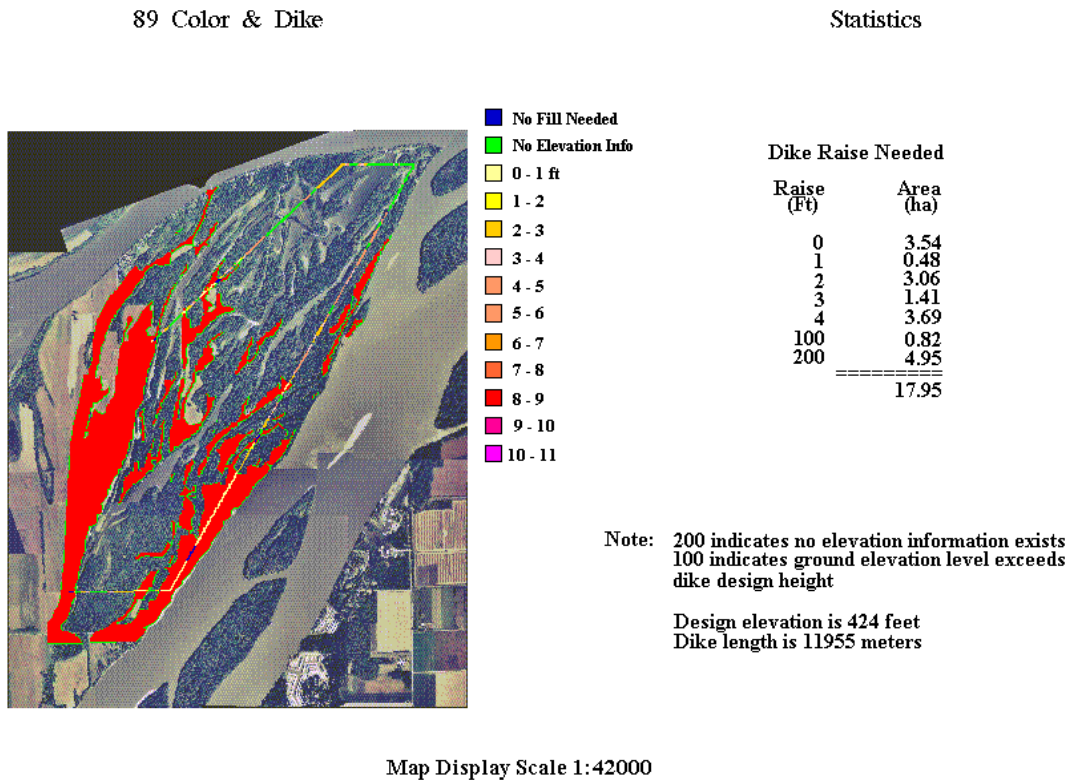 89 Color & Dike
Statistics
No Fill Needed
No Elevation Info
0 - 1 ft
1 - 2
2 - 3
3 - 4
4 - 5
5 - 6
6 - 7
7 - 8
8 - 9
9 - 10
10 - 11
Dike Raise Needed
Raise Area
(Ft) (ha)
0 3.54
1 0.48
2 3.06
3 1.41
4 3.69
100 0.82
200 4.95
=========
17.95
Note: 200 indicates no elevation information exists
100 indicates ground elevation level exceeds
dike design height
Design elevation is 424 feet
Dike length is 11955 meters
Map Display Scale 1:42000